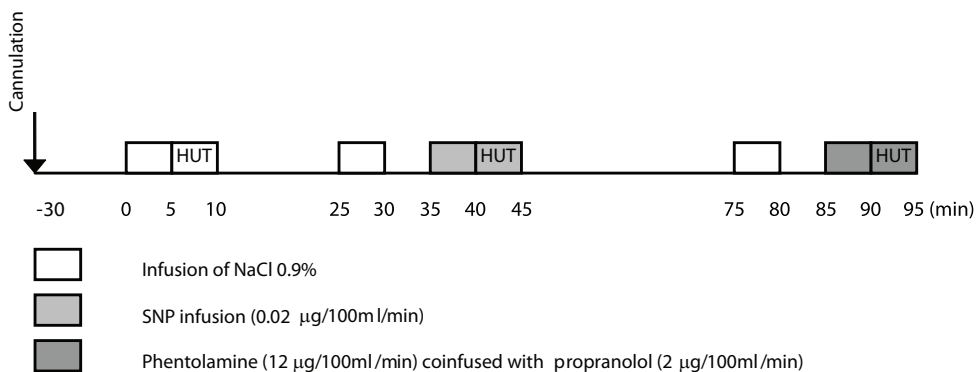 Cannulation
HUT HUT HUT
-30 0 5 10 25 30 35 40 45 75 80 85 90 95 (min)
Infusion of NaCl 0.9%
SNP infusion (0.02 μg/100ml/min)
Phentolamine (12 μg/100ml/min) coinfused with propranolol (2 μg/100ml/min)